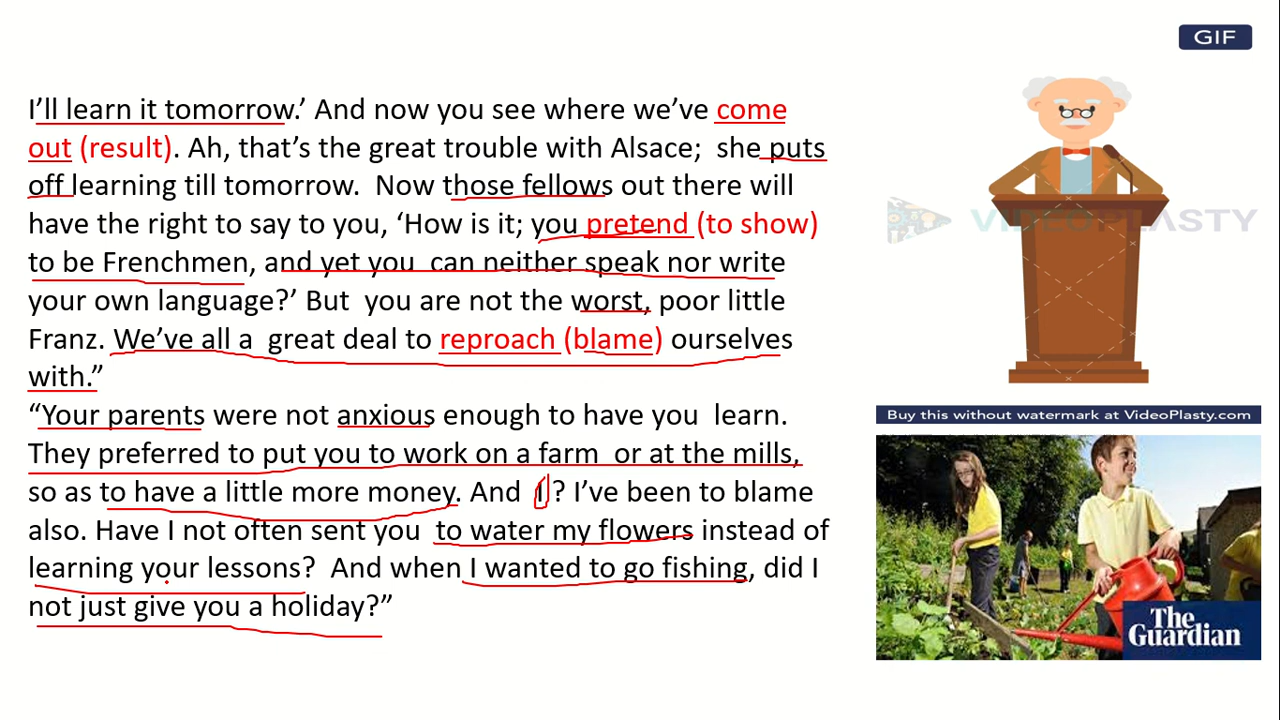 GIF
I’ll learn it tomorrow.’ And now you see where we’ve come
out (result). Ah, that’s the great trouble with Alsace; she puts
off learning till tomorrow. Now those fellows out there will
have the right to say to you, ‘How is it; you pretend (to show)
to be Frenchmen, and yet you can neither speak nor write
your own language?’ But you are not the worst, poor little
Franz. We’ve all a great deal to reproach (blame) ourselves
with.”
“Your parents were not anxious enough to have you learn.
They preferred to put you to work on a farm or at the mills,
so as to have a little more money. And I ? I’ve been to blame
also. Have I not often sent you to water my flowers instead of
learning your lessons? And when I wanted to go fishing, did I
not just give you a holiday?”
VIDEOPLASTY
Buy this without watermark at VideoPlasty.com
The
Guardian